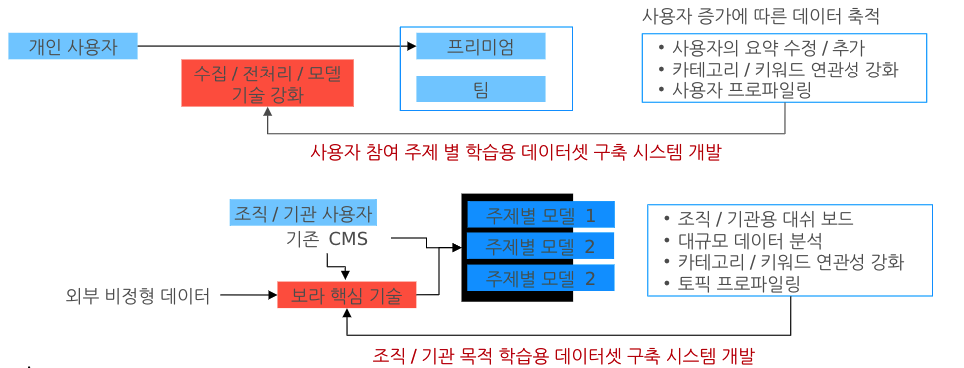 사용자 증가에 따른 데이터 축적
개인 사용자
프리미엄
팀
수집 / 전처리 / 모델
기술 강화
• 사용자의 요약 수정 / 추가
• 카테고리 / 키워드 연관성 강화
• 사용자 프로파일링
사용자 참여 주제 별 학습용 데이터셋 구축 시스템 개발
조직 / 기관 사용자
기존 CMS
외부 비정형 데이터
보라 핵심 기술
주제별 모델 1
주제별 모델 2
주제별 모델 2
• 조직 / 기관용 대쉬 보드
• 대규모 데이터 분석
• 카테고리 / 키워드 연관성 강화
• 토픽 프로파일링
조직 / 기관 목적 학습용 데이터셋 구축 시스템 개발